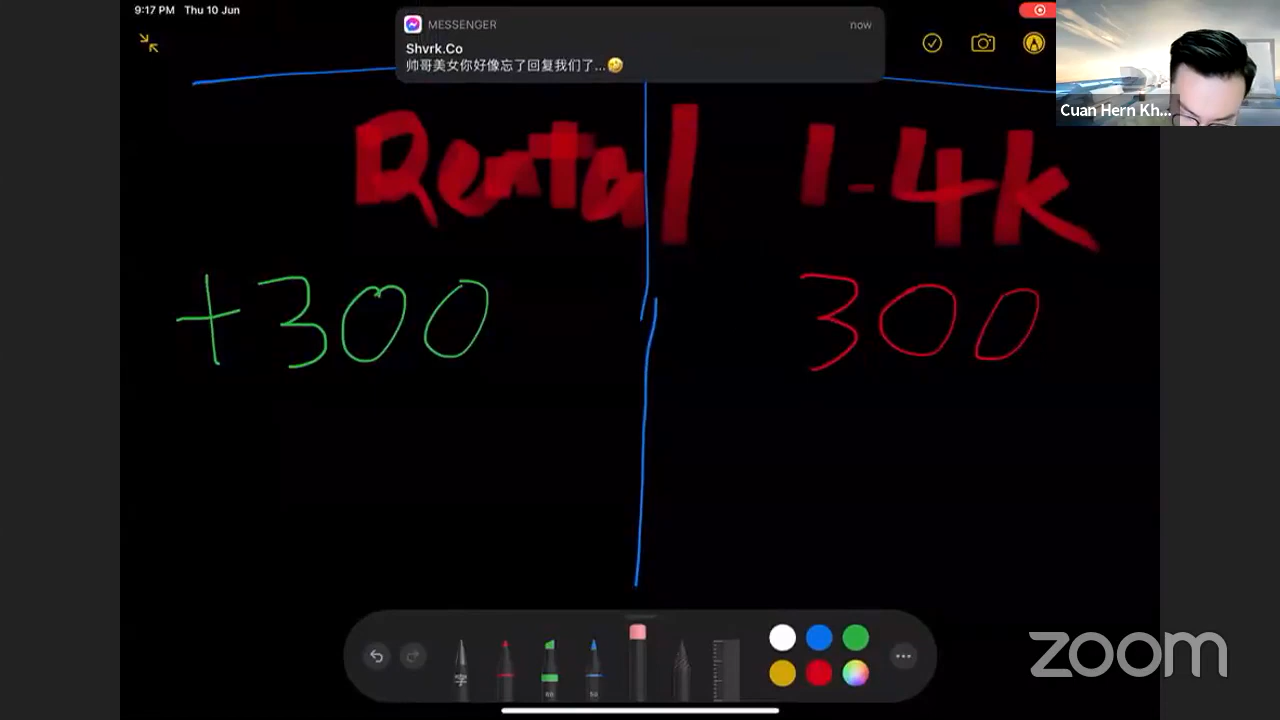 9:17 PM Thu 10 Jun
MESSENGER
now
Shvrk.Co
帅哥美女你好像忘了回复我们了...🤣
Cuan Hern Kh...
Rental 1-4k
+300
300
字
zoom